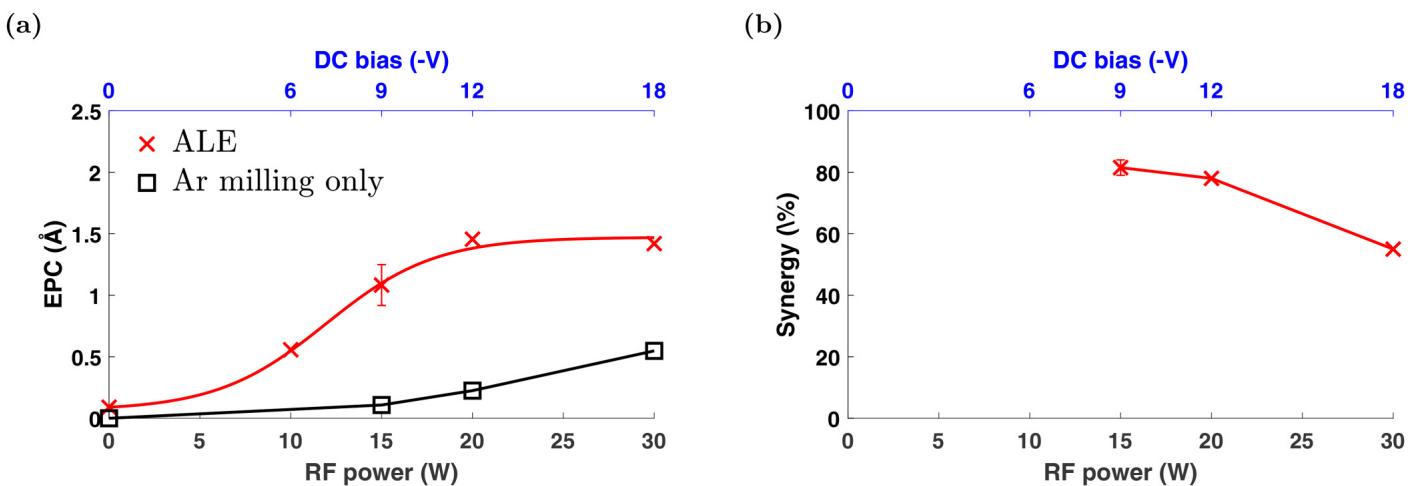 (a)
DC bias (-V)
0 6 9 12 18
2.5
2
1.5
1
0.5
0
EPC (Å)
ALE
Ar milling only
0 5 10 15 20 25 30
RF power (W)
(b)
DC bias (-V)
0 6 9 12 18
100
80
60
40
20
0
Synergy (\%)
0 5 10 15 20 25 30
RF power (W)